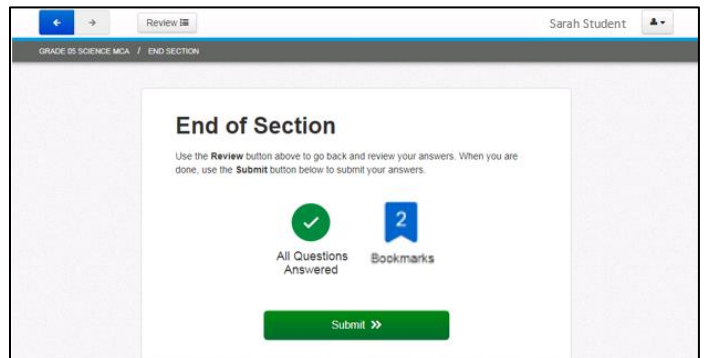 Review
Sarah Student
GRADE 05 SCIENCE MCA / END SECTION
End of Section
Use the Review button above to go back and review your answers. When you are
done, use the Submit button below to submit your answers.
2
All Questions
Answered
Bookmarks
Submit